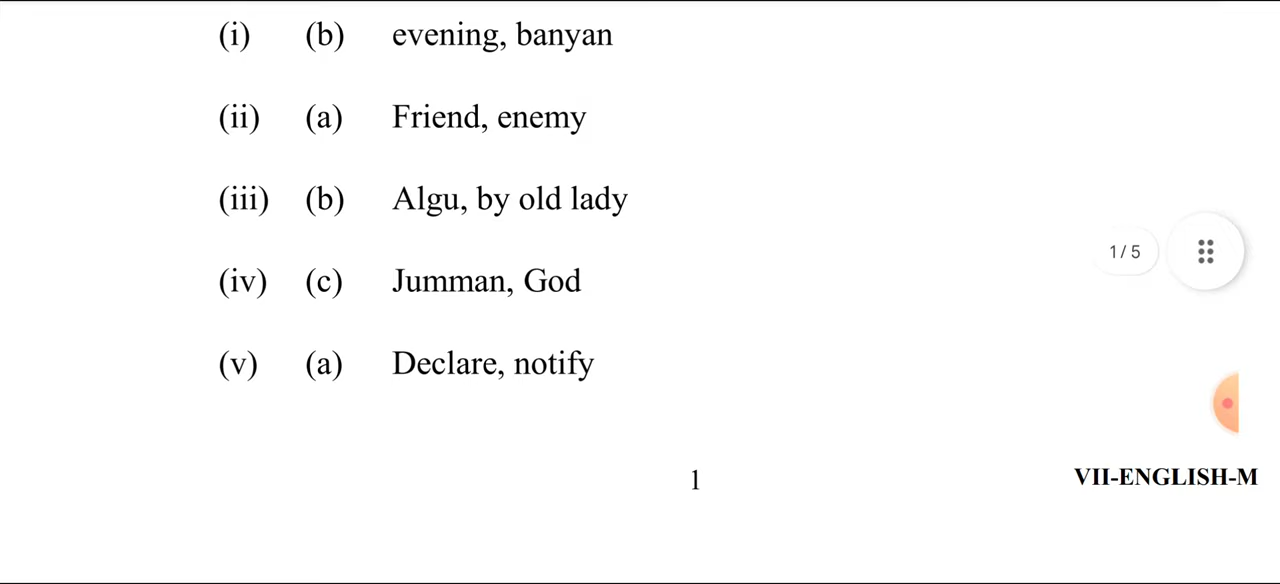 (i) (b) evening, banyan
(ii) (a) Friend, enemy
(iii) (b) Algu, by old lady
1/5
(iv) (c) Jumman, God
(v) (a) Declare, notify
1
VII-ENGLISH-M